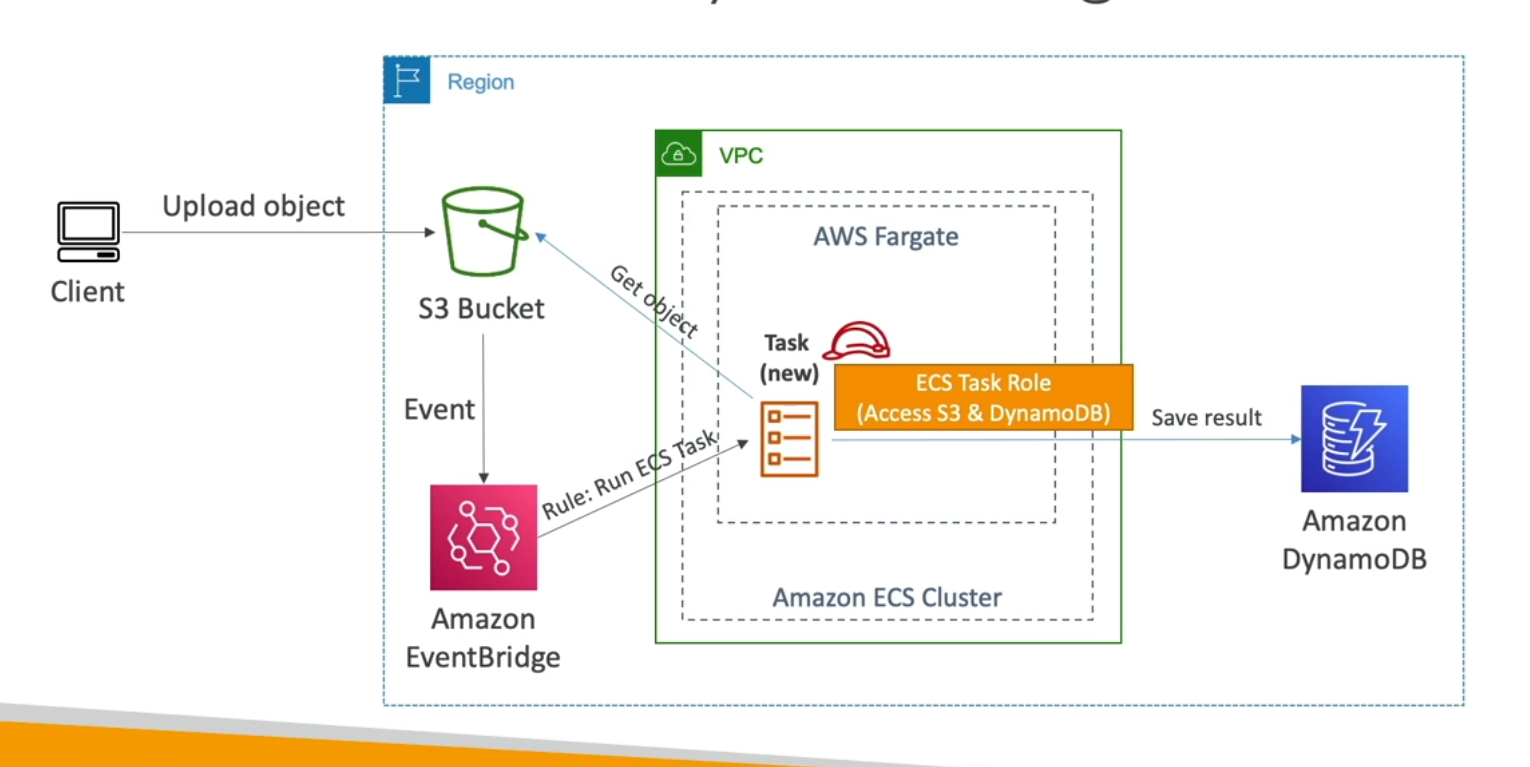 Region
VPC
Upload object
AWS Fargate
Client
Get object
S3 Bucket
Task
(new)
ECS Task Role
(Access S3 & DynamoDB)
Event
Save result
Rule: Run ECS Task
Amazon
DynamoDB
Amazon ECS Cluster
Amazon
EventBridge